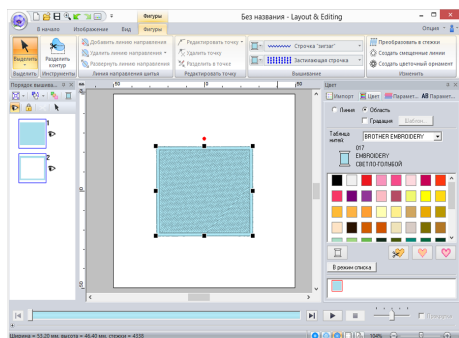 Фигуры
Без названия - Layout & Editing
В начало Изображение Вид Фигуры
Опции
Выделить
Разделить контур
Добавить линию направления
Удалить линию направления
Развернуть линию направления
Редактировать точку
Удалить точку
Разделить в точке
Строчка "зигзаг"
Застилающая строчка
Преобразовать в стежки
Создать смещенные линии
Создать цветочный орнамент
Выделить Инструменты Линия направления шитья Редактировать точку Вышивание Изменить
Порядок вышива...
1
2
Цвет
Импорт Цвет Парамет... AB Парамет...
Линия Область
Градация Шаблон...
Таблица нитей:
BROTHER EMBROIDERY
017
EMBROIDERY
СВЕТЛО-ГОЛУБОЙ
В режим списка
Ширина = 53.20 мм, высота = 46.40 мм, стежки = 4338
104%